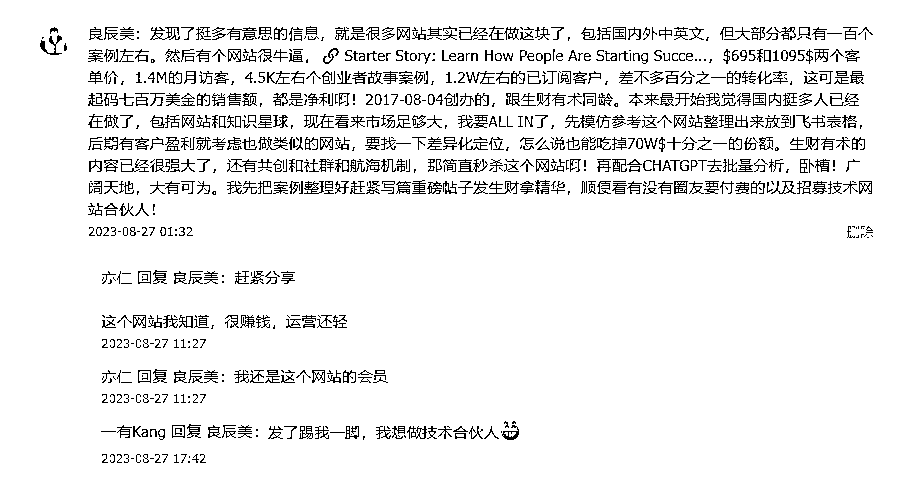 良辰美：发现了挺多有意思的信息，就是很多网站其实已经在做这块了，包括国内外中英文，但大部分都只有一百个
案例左右。然后有个网站很牛逼， Starter Story: Learn How People Are Starting Succe...，$695和1095$两个客
单价，1.4M的月访客，4.5K左右个创业者故事案例，1.2W左右的已订阅客户，差不多百分之一的转化率，这可是最
起码七百万美金的销售额，都是净利啊！2017-08-04创办的，跟生财有术同龄。本来最开始我觉得国内挺多人已经
在做了，包括网站和知识星球，现在看来市场足够大，我要ALL IN了，先模仿参考这个网站整理出来放到飞书表格，
后期有客户盈利就考虑也做类似的网站，要找一下差异化定位，怎么说也能吃掉70W$十分之一的份额。生财有术的
内容已经很强大了，还有共创和社群和航海机制，那简直秒杀这个网站啊！再配合CHATGPT去批量分析，卧槽！广
阔天地，大有可为。我先把案例整理好赶紧写篇重磅帖子发生财拿精华，顺便看有没有圈友要付费的以及招募技术网
站合伙人！
2023-08-27 01:32 删除
亦仁 回复 良辰美：赶紧分享
这个网站我知道，很赚钱，运营还轻
2023-08-27 11:27
亦仁 回复 良辰美：我还是这个网站的会员
2023-08-27 11:27
一有Kang 回复 良辰美：发了踢我一脚，我想做技术合伙人😁
2023-08-27 17:42